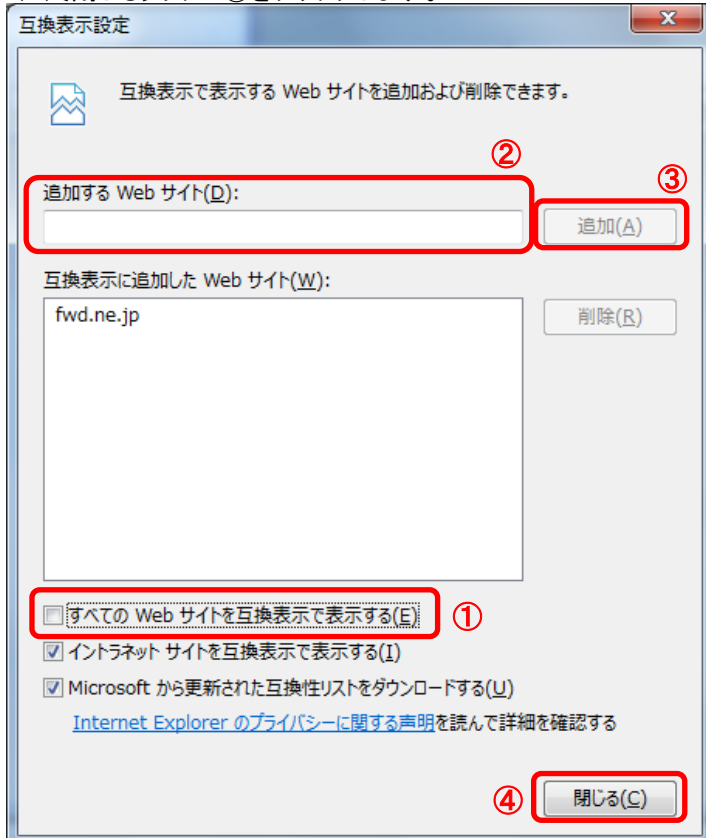 互換表示設定
互換表示で表示する Web サイトを追加および削除できます。
②
③
追加する Web サイト(D):
追加(A)
互換表示に追加した Web サイト(W):
fwd.ne.jp
削除(R)
すべての Web サイトを互換表示で表示する(E)
①
イントラネット サイトを互換表示で表示する(I)
Microsoft から更新された互換性リストをダウンロードする(U)
Internet Explorer のプライバシーに関する声明を読んで詳細を確認する
④
閉じる(C)